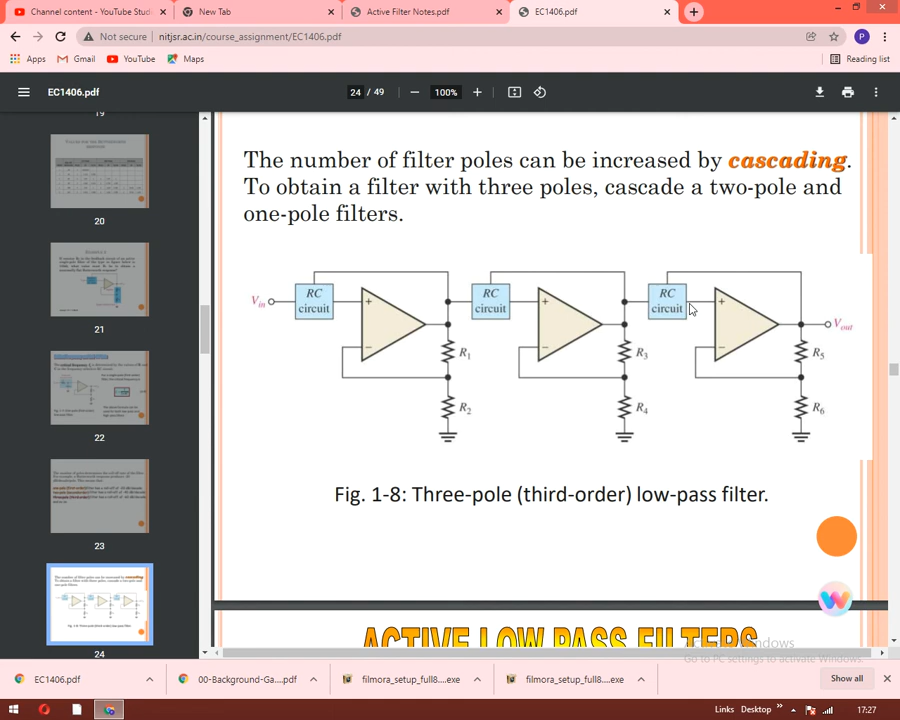 Channel content - YouTube Stud
New Tab
Active Filter Notes.pdf
EC1406.pdf
Not secure | nitjsr.ac.in/course_assignment/EC1406.pdf
P
Apps Gmail YouTube Maps Reading list
EC1406.pdf 24 / 49 100%
19
20
21
22
23
24
The number of filter poles can be increased by cascading.
To obtain a filter with three poles, cascade a two-pole and
one-pole filters.
Vin RC circuit + − R1 R2
RC circuit + − R3 R4
RC circuit + − R5 R6 Vout
Fig. 1-8: Three-pole (third-order) low-pass filter.
ACTIVE LOW PASS FILTERS
Go to PC settings to activate Windows.
EC1406.pdf 00-Background-Ga....pdf filmora_setup_full8....exe filmora_setup_full8....exe Show all
Links Desktop 17:27